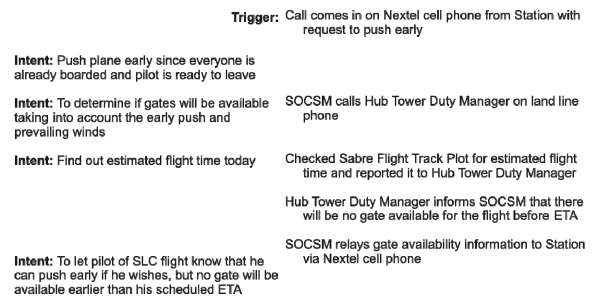 Trigger: Call comes in on Nextel cell phone from Station with
request to push early
Intent: Push plane early since everyone is
already boarded and pilot is ready to leave
Intent: To determine if gates will be available
taking into account the early push and
prevailing winds
SOCSM calls Hub Tower Duty Manager on land line
phone
Intent: Find out estimated flight time today
Checked Sabre Flight Track Plot for estimated flight
time and reported it to Hub Tower Duty Manager
Hub Tower Duty Manager informs SOCSM that there
will be no gate available for the flight before ETA
SOCSM relays gate availability information to Station
via Nextel cell phone
Intent: To let pilot of SLC flight know that he
can push early if he wishes, but no gate will be
available earlier than his scheduled ETA